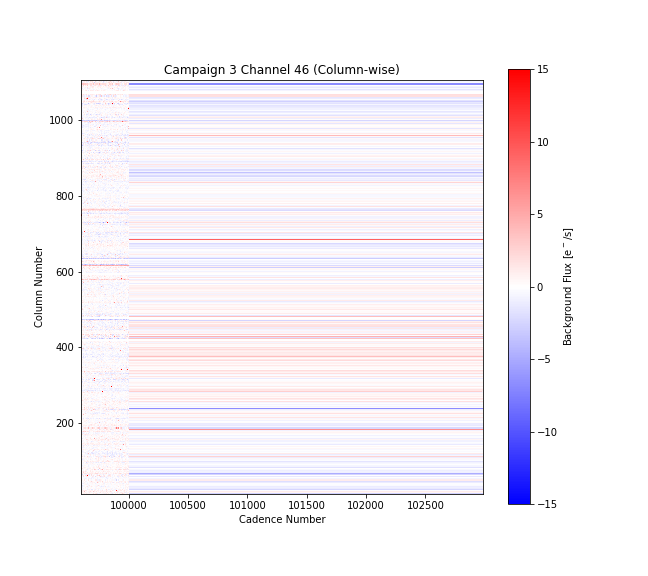 Campaign 3 Channel 46 (Column-wise)
1000
800
600
400
200
Column Number
100000 100500 101000 101500 102000 102500
Cadence Number
15
10
5
0
−5
−10
−15
Background Flux [e⁻/s]